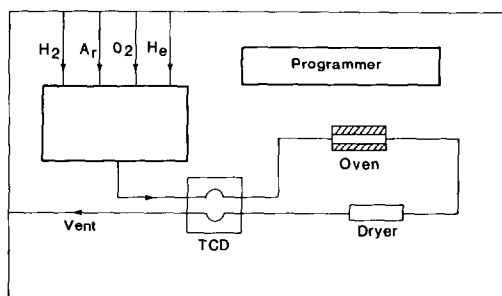 H2 Ar O2 He
Programmer
Oven
Vent
TCD
Dryer